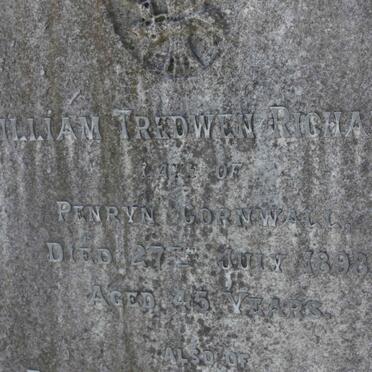 ILLIAM TREDWEN RICHA
LATE OF
PENRYN CORNWALL,
DIED 27TH JULY 1898
AGED 45 YEARS.
ALSO OF